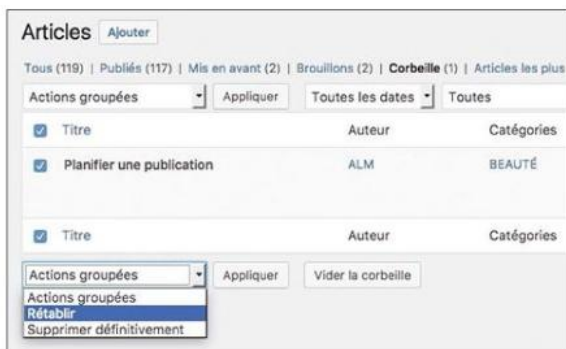 Articles Ajouter
Tous (119) | Publiés (117) | Mis en avant (2) | Brouillons (2) | Corbeille (1) | Articles les plus
Actions groupées Appliquer Toutes les dates Toutes
Titre Auteur Catégories
Planifier une publication ALM BEAUTÉ
Titre Auteur Catégories
Actions groupées Appliquer Vider la corbeille
Actions groupées
Rétablir
Supprimer définitivement